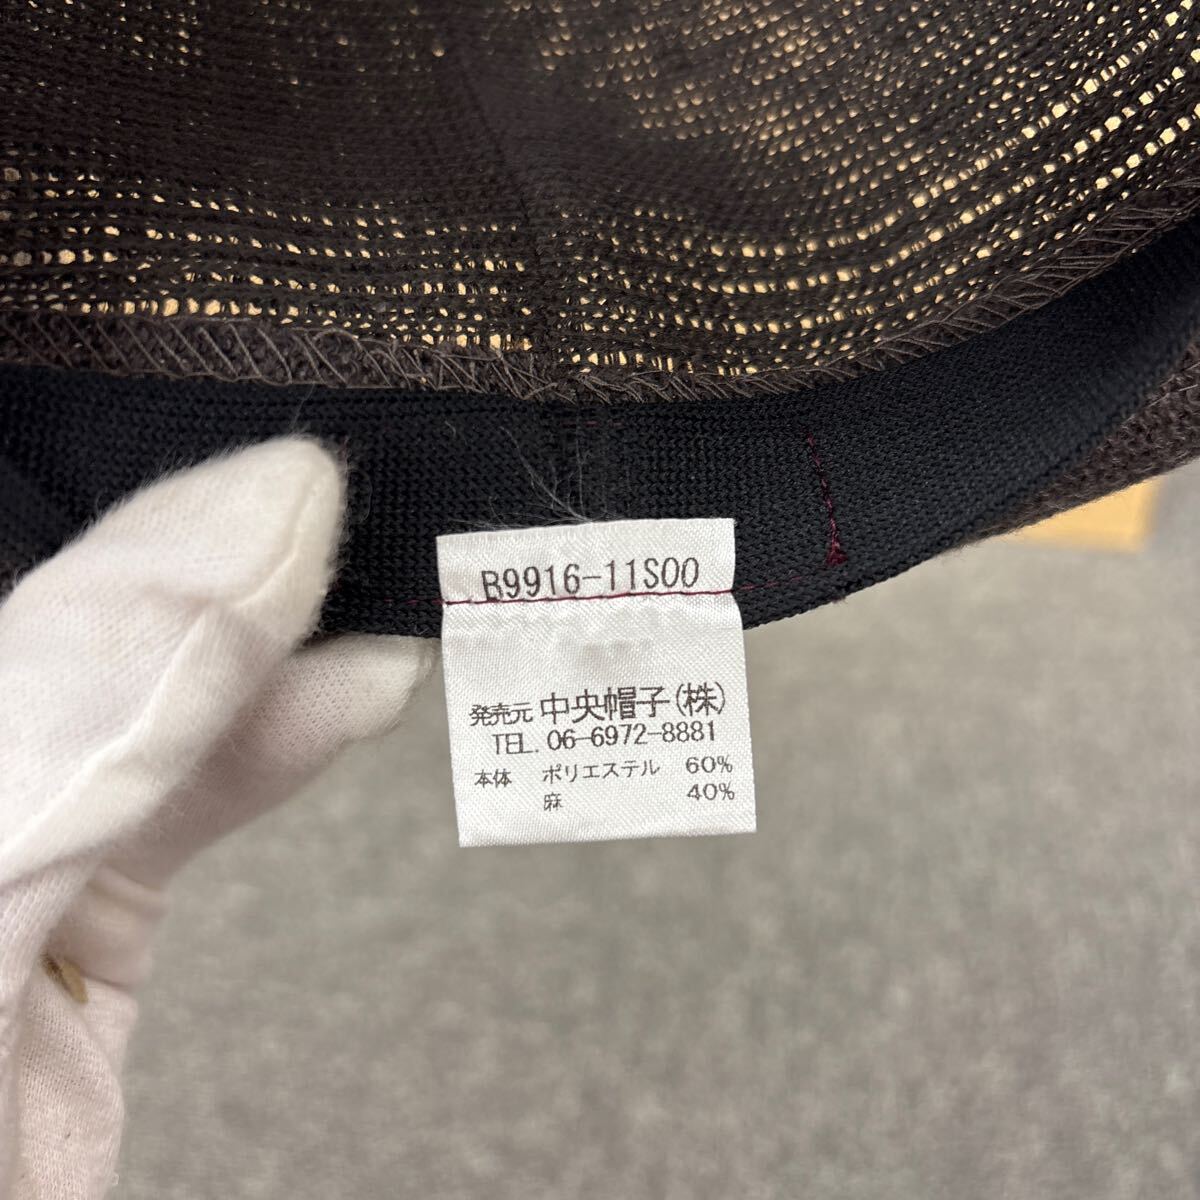 B9916-11S00
発売元 中央帽子(株)
TEL. 06-6972-8881
本体 ポリエステル 60%
麻 40%